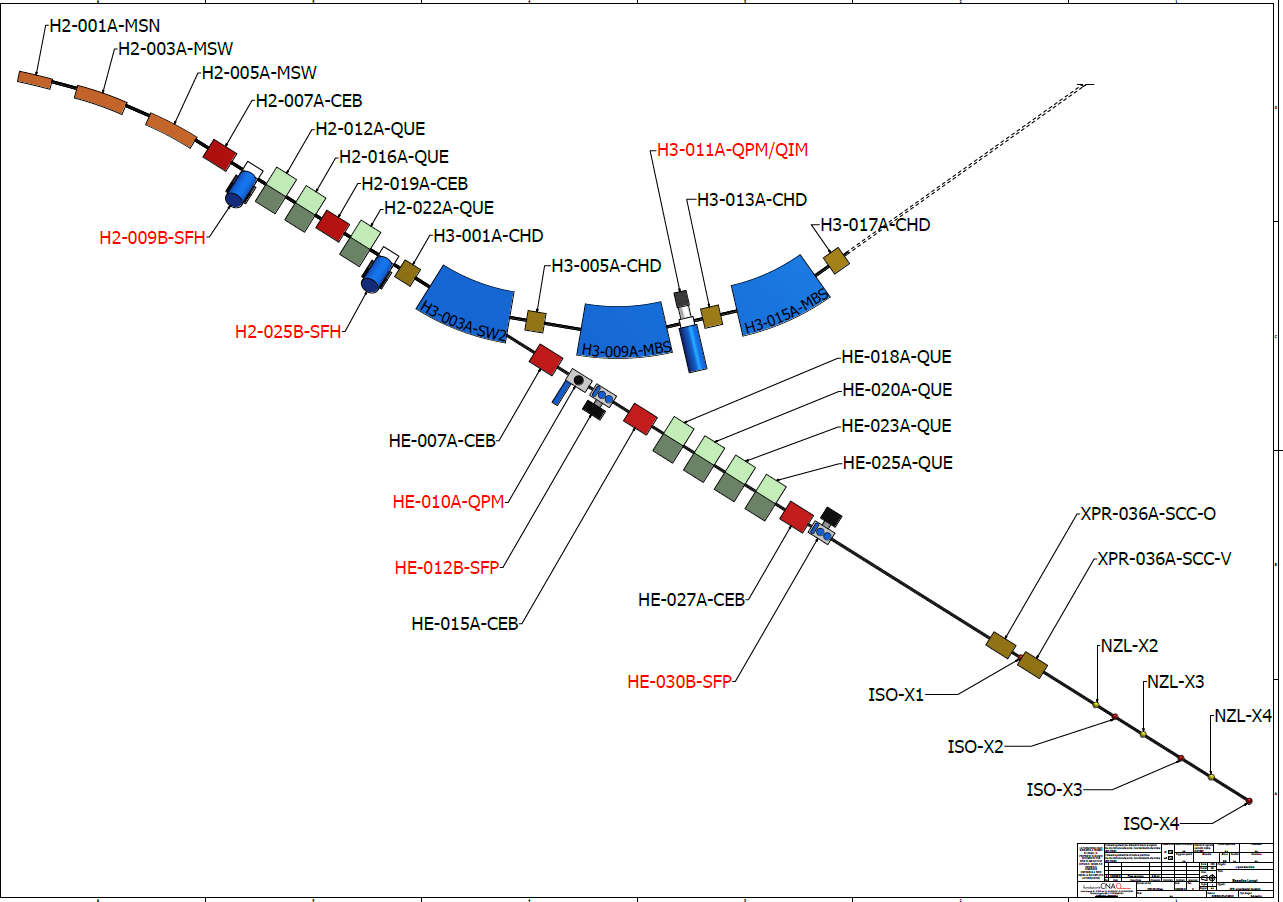 H2-001A-MSN
H2-003A-MSW
H2-005A-MSW
H2-007A-CEB
H2-012A-QUE
H2-016A-QUE
H2-019A-CEB
H2-022A-QUE
H2-009B-SFH
H3-001A-CHD
H2-025B-SFH
H3-005A-CHD
H3-011A-QPM/QIM
H3-013A-CHD
H3-017A-CHD
H3-003A-SW2
H3-009A-MBS
H3-015A-MBS
HE-018A-QUE
HE-020A-QUE
HE-023A-QUE
HE-025A-QUE
HE-007A-CEB
HE-010A-QPM
HE-012B-SFP
HE-015A-CEB
HE-027A-CEB
HE-030B-SFP
XPR-036A-SCC-O
XPR-036A-SCC-V
NZL-X2
NZL-X3
NZL-X4
ISO-X1
ISO-X2
ISO-X3
ISO-X4
CNAO